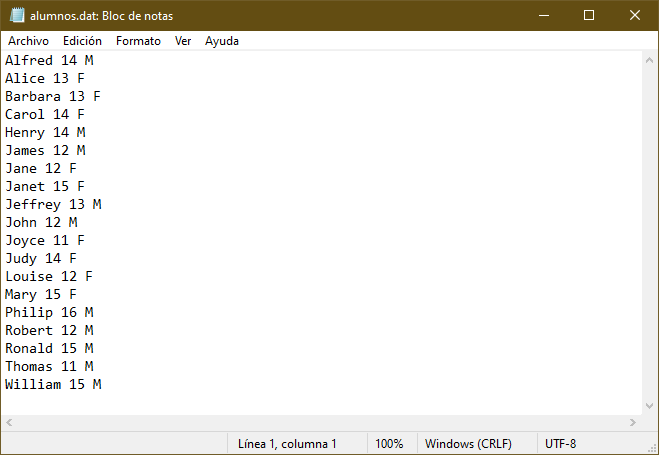 alumnos.dat: Bloc de notas
Archivo Edición Formato Ver Ayuda
Alfred 14 M
Alice 13 F
Barbara 13 F
Carol 14 F
Henry 14 M
James 12 M
Jane 12 F
Janet 15 F
Jeffrey 13 M
John 12 M
Joyce 11 F
Judy 14 F
Louise 12 F
Mary 15 F
Philip 16 M
Robert 12 M
Ronald 15 M
Thomas 11 M
William 15 M
Línea 1, columna 1 100% Windows (CRLF) UTF-8